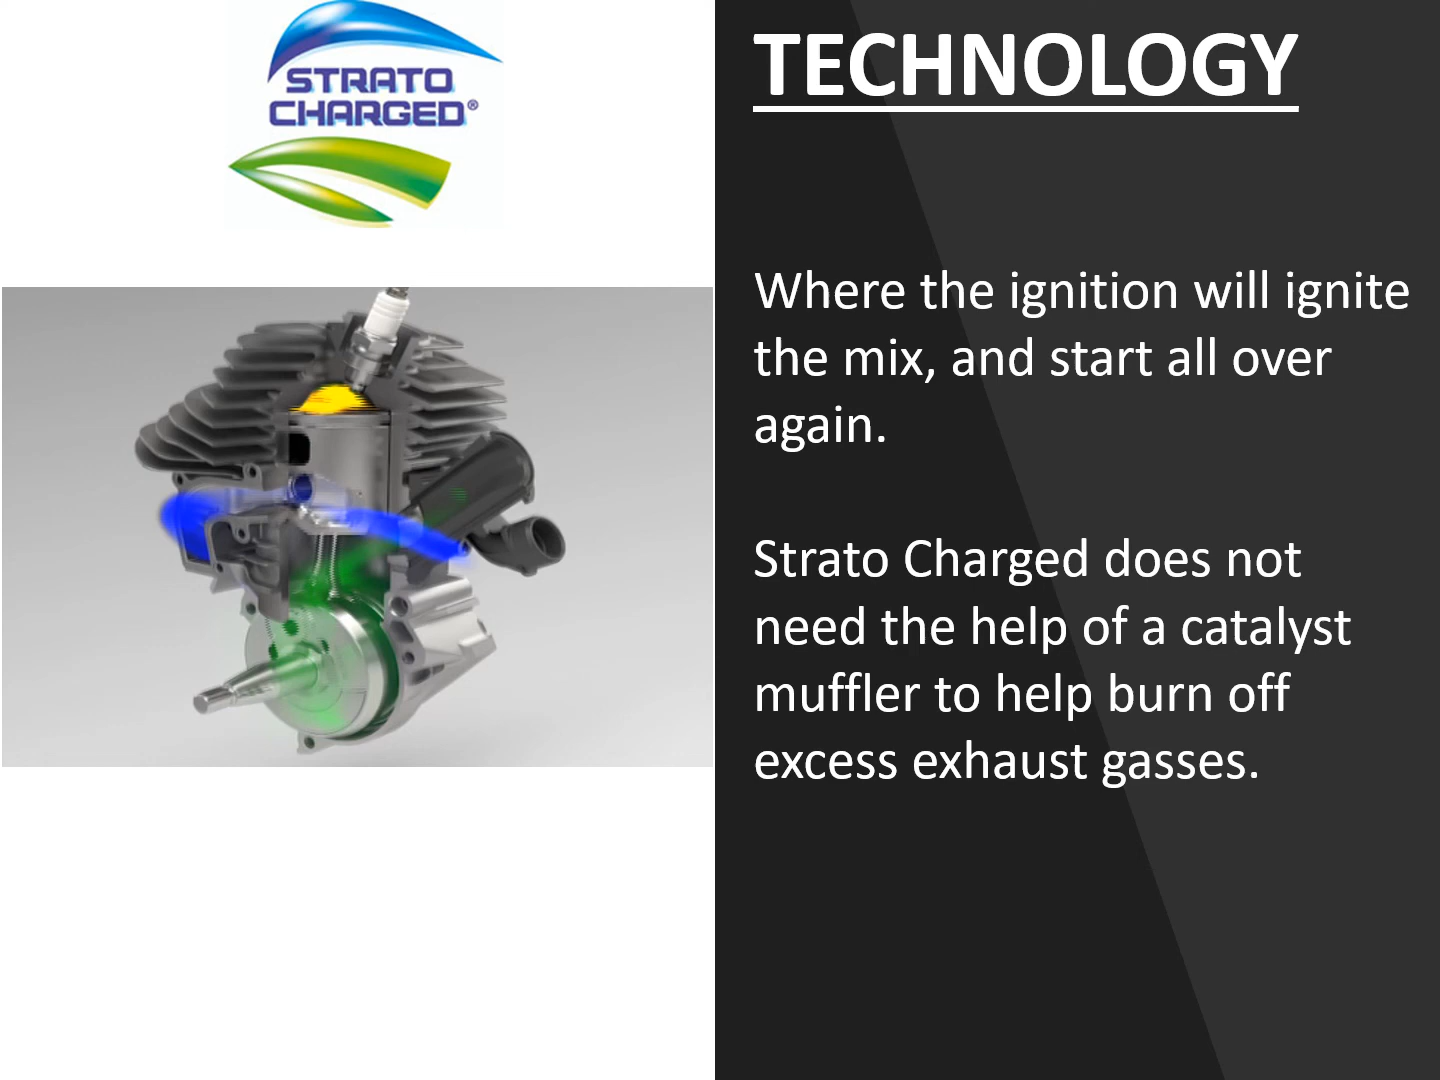 STRATO
CHARGED®
TECHNOLOGY
Where the ignition will ignite
the mix, and start all over
again.
Strato Charged does not
need the help of a catalyst
muffler to help burn off
excess exhaust gasses.